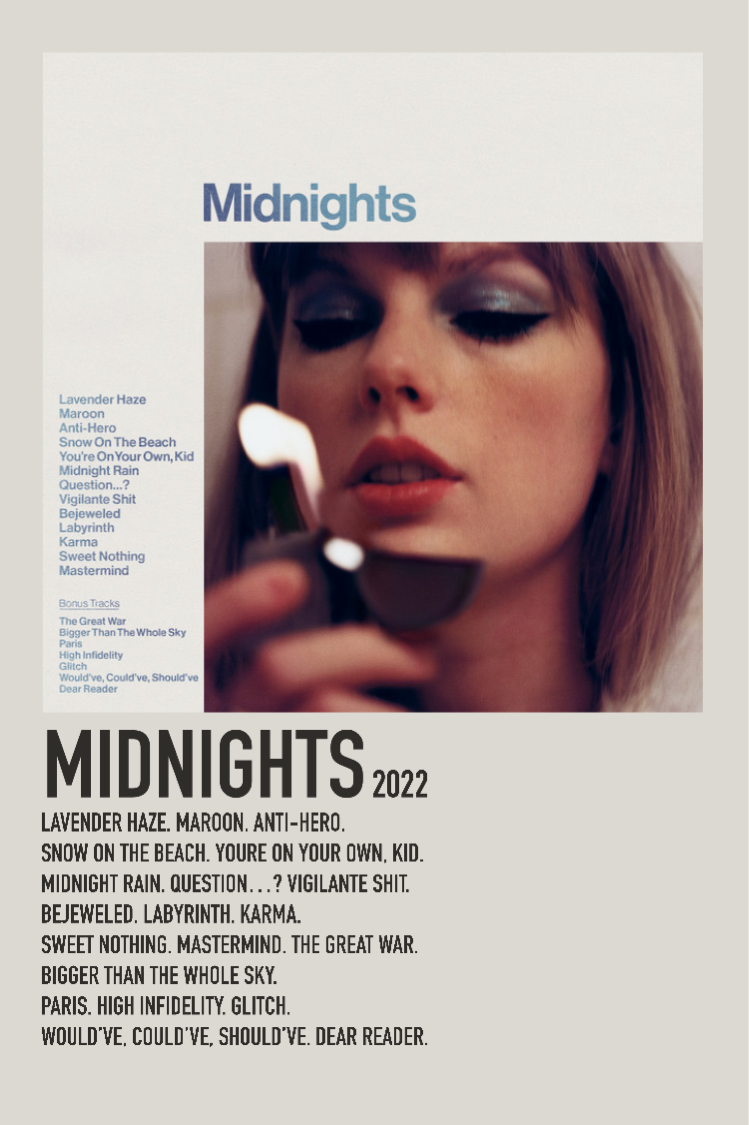 Midnights
Lavender Haze
Maroon
Anti-Hero
Snow On The Beach
You're On Your Own, Kid
Midnight Rain
Question...?
Vigilante Shit
Bejeweled
Labyrinth
Karma
Sweet Nothing
Mastermind
Bonus Tracks
The Great War
Bigger Than The Whole Sky
Paris
High Infidelity
Glitch
Would've, Could've, Should've
Dear Reader
MIDNIGHTS 2022
LAVENDER HAZE. MAROON. ANTI-HERO.
SNOW ON THE BEACH. YOURE ON YOUR OWN, KID.
MIDNIGHT RAIN. QUESTION...? VIGILANTE SHIT.
BEJEWELED. LABYRINTH. KARMA.
SWEET NOTHING. MASTERMIND. THE GREAT WAR.
BIGGER THAN THE WHOLE SKY.
PARIS. HIGH INFIDELITY. GLITCH.
WOULD'VE, COULD'VE, SHOULD'VE. DEAR READER.